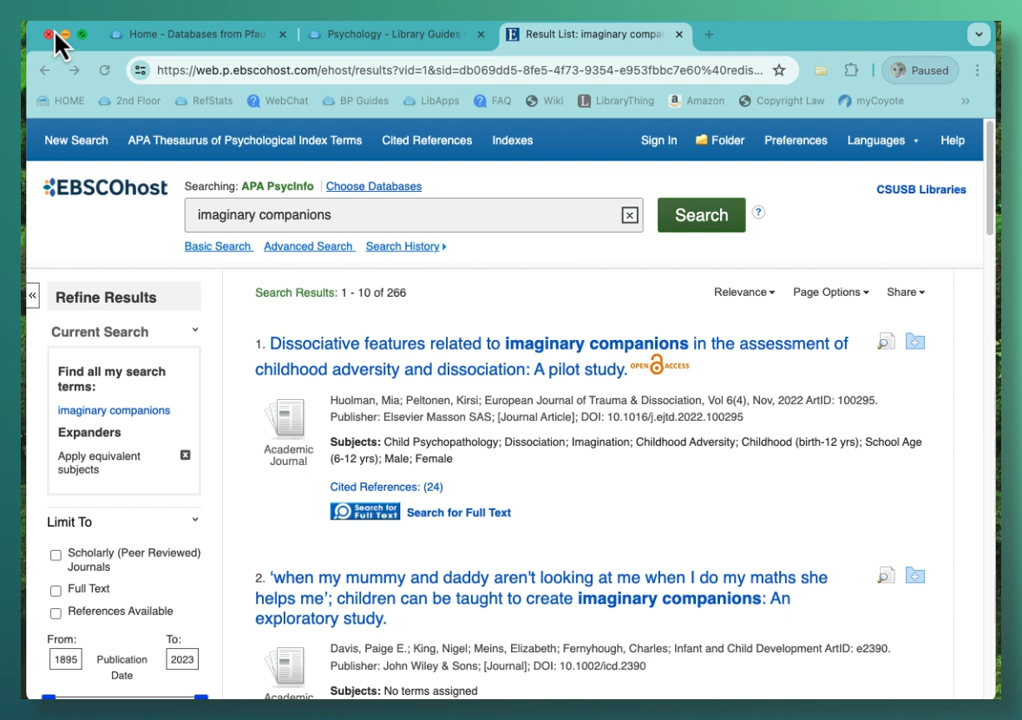 Home - Databases from Pfau
Psychology - Library Guides
Result List: imaginary compan
https://web.p.ebscohost.com/ehost/results?vid=1&sid=db069dd5-8fe5-4f73-9354-e953fbbc7e60%40redis...
Paused
HOME 2nd Floor RefStats WebChat BP Guides LibApps FAQ Wiki LibraryThing Amazon Copyright Law myCoyote
New Search APA Thesaurus of Psychological Index Terms Cited References Indexes Sign In Folder Preferences Languages Help
EBSCOhost
Searching: APA PsycInfo Choose Databases
CSUSB Libraries
imaginary companions
Search
Basic Search Advanced Search Search History
Refine Results
Current Search
Find all my search
terms:
imaginary companions
Expanders
Apply equivalent
subjects
Limit To
Scholarly (Peer Reviewed)
Journals
Full Text
References Available
From: To:
1895 Publication 2023
Date
Search Results: 1 - 10 of 266
Relevance Page Options Share
1. Dissociative features related to imaginary companions in the assessment of
childhood adversity and dissociation: A pilot study. OPEN ACCESS
Huolman, Mia; Peltonen, Kirsi; European Journal of Trauma & Dissociation, Vol 6(4), Nov, 2022 ArtID: 100295.
Publisher: Elsevier Masson SAS; [Journal Article]; DOI: 10.1016/j.ejtd.2022.100295
Academic
Journal
Subjects: Child Psychopathology; Dissociation; Imagination; Childhood Adversity; Childhood (birth-12 yrs); School Age
(6-12 yrs); Male; Female
Cited References: (24)
Search for
Full Text
Search for Full Text
2. ‘when my mummy and daddy aren't looking at me when I do my maths she
helps me’; children can be taught to create imaginary companions: An
exploratory study.
Davis, Paige E.; King, Nigel; Meins, Elizabeth; Fernyhough, Charles; Infant and Child Development ArtID: e2390.
Publisher: John Wiley & Sons; [Journal]; DOI: 10.1002/icd.2390
Subjects: No terms assigned
Academic